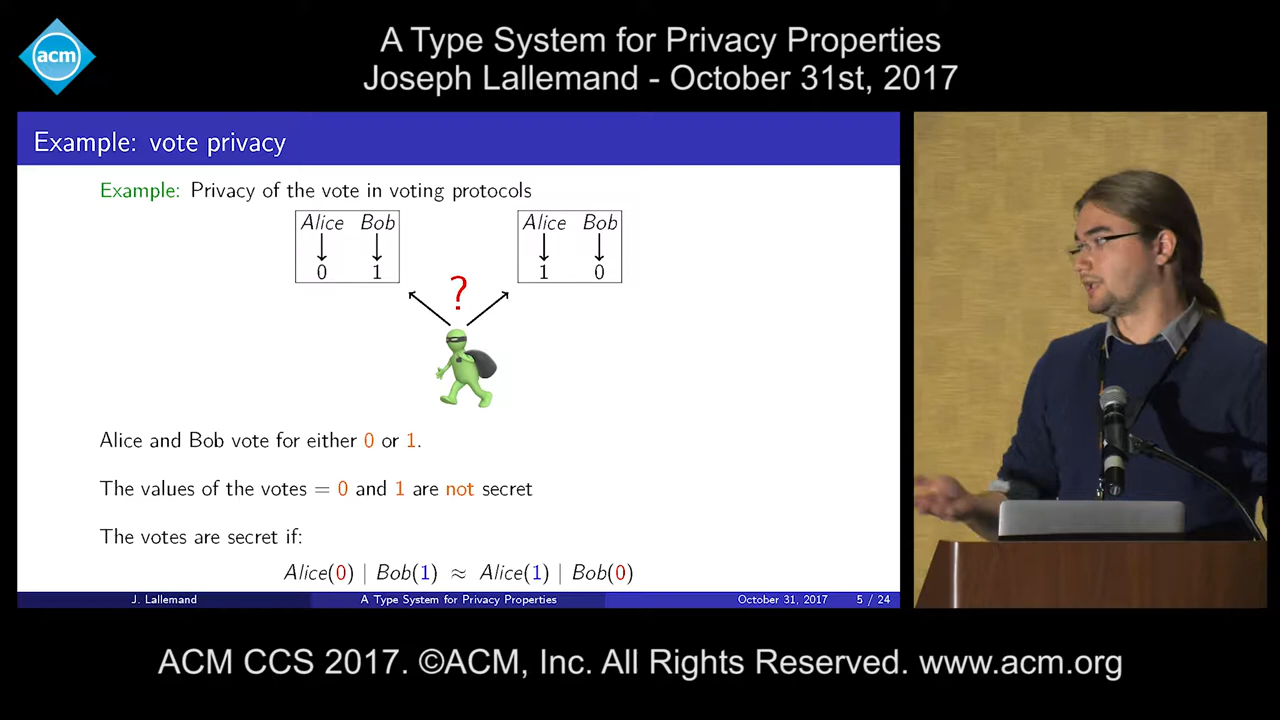 acm
A Type System for Privacy Properties
Joseph Lallemand - October 31st, 2017
Example: vote privacy
Example: Privacy of the vote in voting protocols
Alice Bob
0 1
Alice Bob
1 0
?
Alice and Bob vote for either 0 or 1.
The values of the votes = 0 and 1 are not secret
The votes are secret if:
Alice(0) | Bob(1) ≈ Alice(1) | Bob(0)
J. Lallemand A Type System for Privacy Properties October 31, 2017 5 / 24
ACM CCS 2017. ©ACM, Inc. All Rights Reserved. www.acm.org